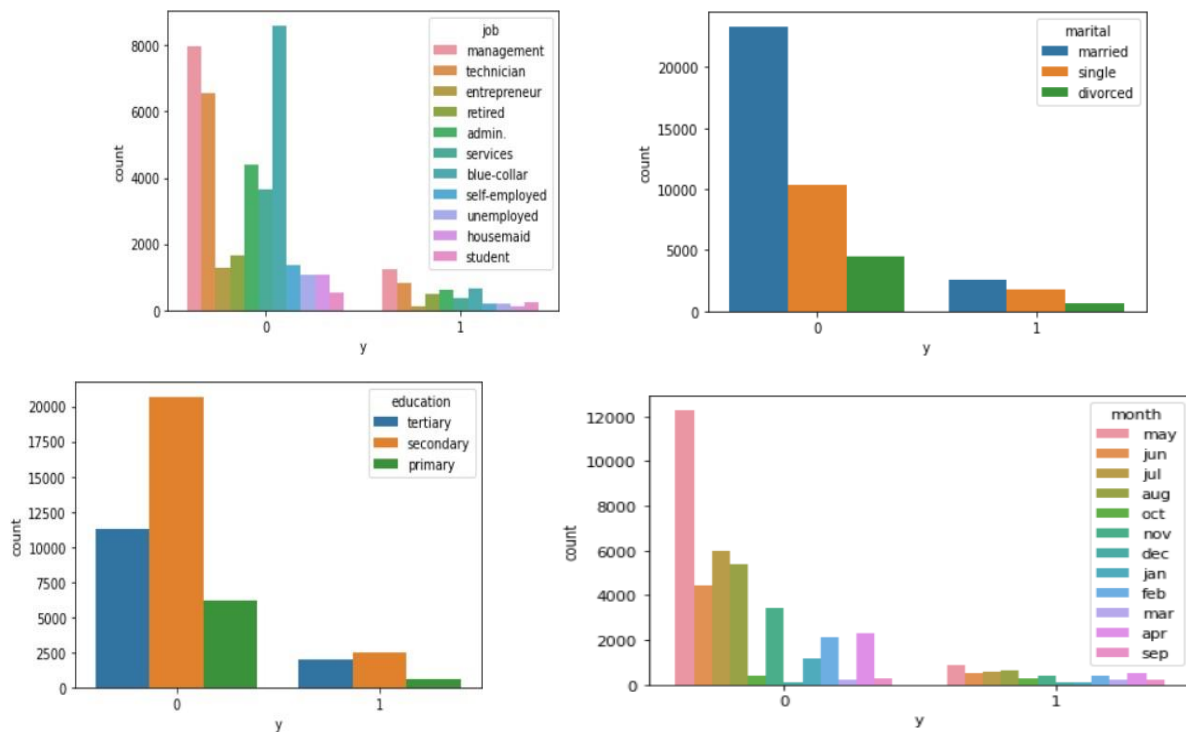 job
management
technician
entrepreneur
retired
admin.
services
blue-collar
self-employed
unemployed
housemaid
student
8000
6000
4000
2000
0
count
0 1
y
marital
married
single
divorced
20000
15000
10000
5000
0
count
0 1
y
education
tertiary
secondary
primary
20000
17500
15000
12500
10000
7500
5000
2500
0
count
0 1
y
month
may
jun
jul
aug
oct
nov
dec
jan
feb
mar
apr
sep
12000
10000
8000
6000
4000
2000
0
count
0 1
y